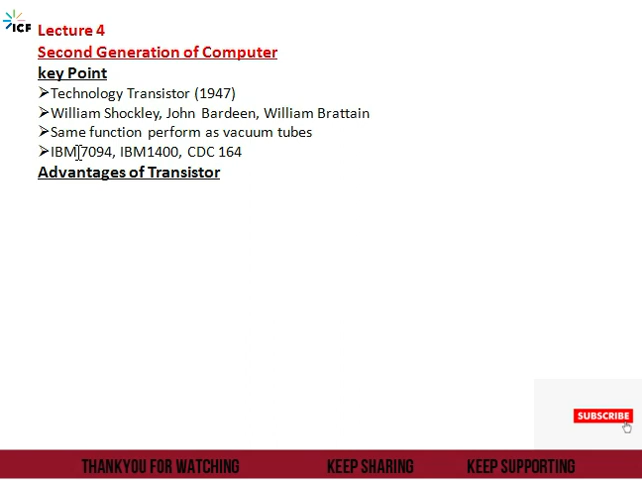 ICF
Lecture 4
Second Generation of Computer
key Point
➢Technology Transistor (1947)
➢William Shockley, John Bardeen, William Brattain
➢Same function perform as vacuum tubes
➢IBM 7094, IBM1400, CDC 164
Advantages of Transistor
SUBSCRIBE
THANKYOU FOR WATCHING KEEP SHARING KEEP SUPPORTING